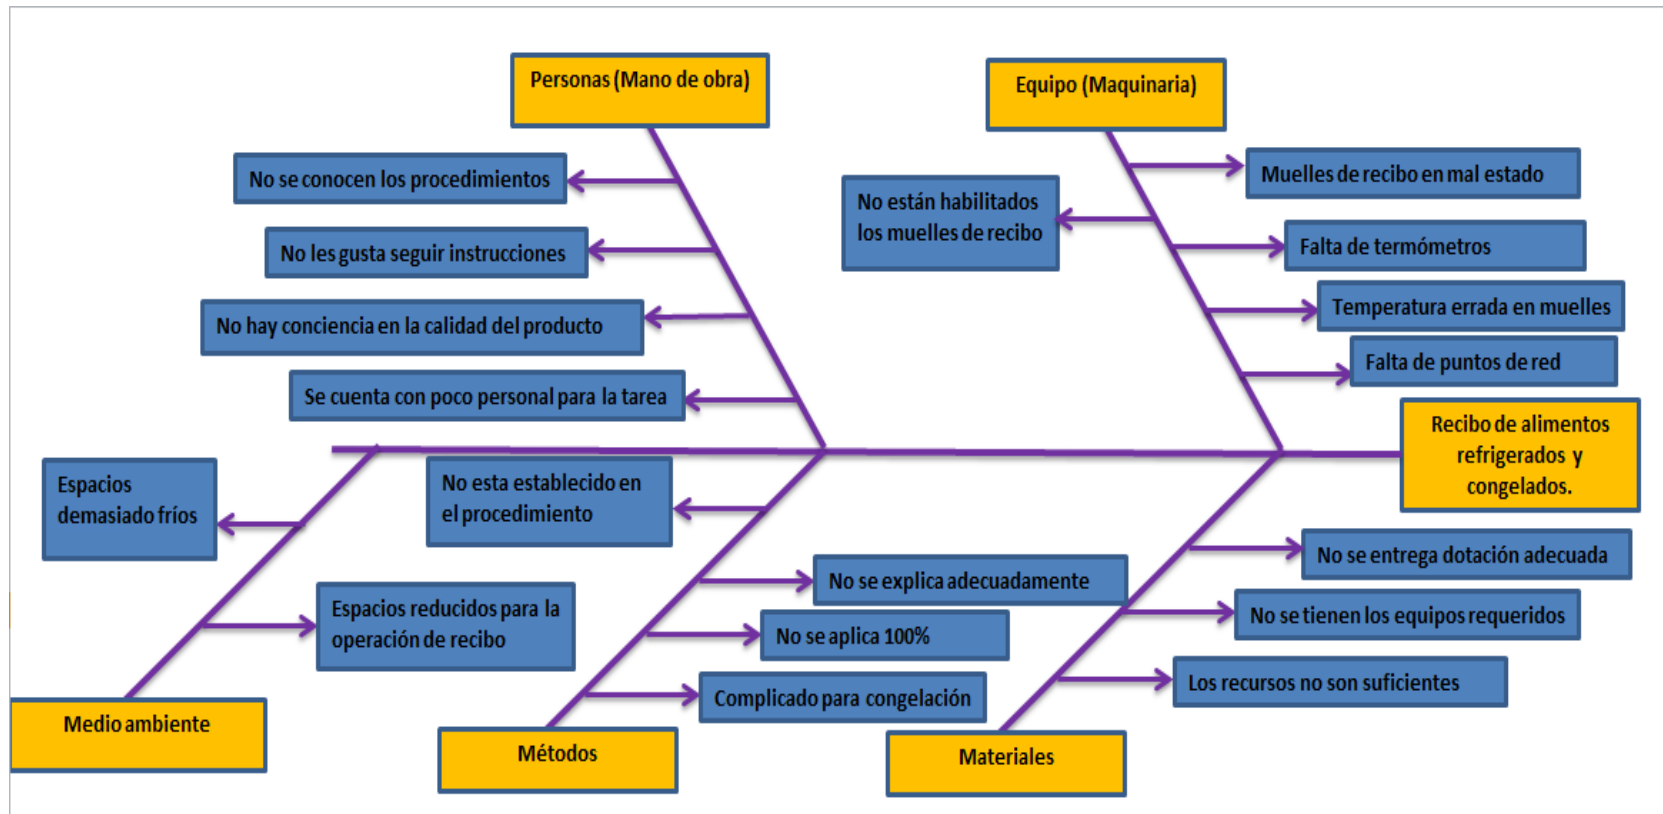 Personas (Mano de obra)
No se conocen los procedimientos
No les gusta seguir instrucciones
No hay conciencia en la calidad del producto
Se cuenta con poco personal para la tarea
Equipo (Maquinaria)
No están habilitados
los muelles de recibo
Muelles de recibo en mal estado
Falta de termómetros
Temperatura errada en muelles
Falta de puntos de red
Recibo de alimentos
refrigerados y
congelados.
Espacios
demasiado fríos
Espacios reducidos para la
operación de recibo
Medio ambiente
No esta establecido en
el procedimiento
No se explica adecuadamente
No se aplica 100%
Complicado para congelación
Métodos
No se entrega dotación adecuada
No se tienen los equipos requeridos
Los recursos no son suficientes
Materiales